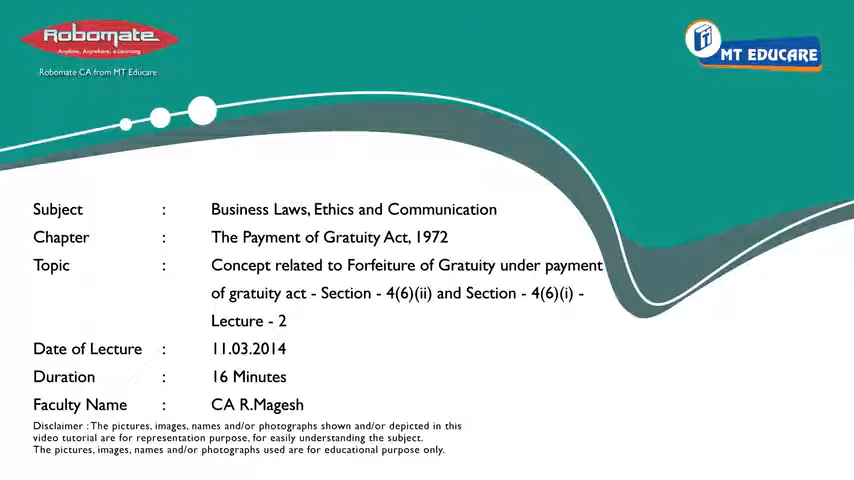 Robomate
Anytime, Anywhere, e.Learning
Robomate CA from MT Educare
MT EDUCARE
Subject : Business Laws, Ethics and Communication
Chapter : The Payment of Gratuity Act, 1972
Topic : Concept related to Forfeiture of Gratuity under payment
of gratuity act - Section - 4(6)(ii) and Section - 4(6)(i) -
Lecture - 2
Date of Lecture : 11.03.2014
Duration : 16 Minutes
Faculty Name : CA R.Magesh
Disclaimer : The pictures, images, names and/or photographs shown and/or depicted in this
video tutorial are for representation purpose, for easily understanding the subject.
The pictures, images, names and/or photographs used are for educational purpose only.